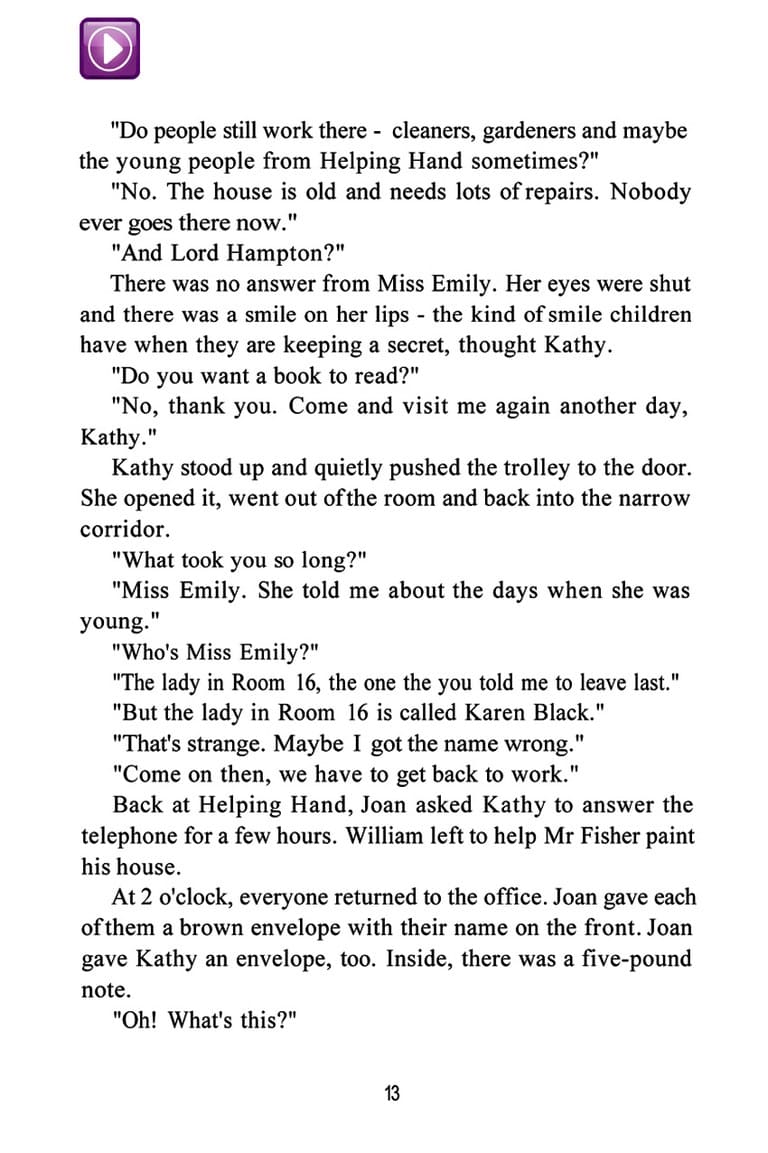 "Do people still work there - cleaners, gardeners and maybe
the young people from Helping Hand sometimes?"
"No. The house is old and needs lots of repairs. Nobody
ever goes there now."
"And Lord Hampton?"
There was no answer from Miss Emily. Her eyes were shut
and there was a smile on her lips - the kind of smile children
have when they are keeping a secret, thought Kathy.
"Do you want a book to read?"
"No, thank you. Come and visit me again another day,
Kathy."
Kathy stood up and quietly pushed the trolley to the door.
She opened it, went out of the room and back into the narrow
corridor.
"What took you so long?"
"Miss Emily. She told me about the days when she was
young."
"Who's Miss Emily?"
"The lady in Room 16, the one the you told me to leave last."
"But the lady in Room 16 is called Karen Black."
"That's strange. Maybe I got the name wrong."
"Come on then, we have to get back to work."
Back at Helping Hand, Joan asked Kathy to answer the
telephone for a few hours. William left to help Mr Fisher paint
his house.
At 2 o'clock, everyone returned to the office. Joan gave each
of them a brown envelope with their name on the front. Joan
gave Kathy an envelope, too. Inside, there was a five-pound
note.
"Oh! What's this?"
13